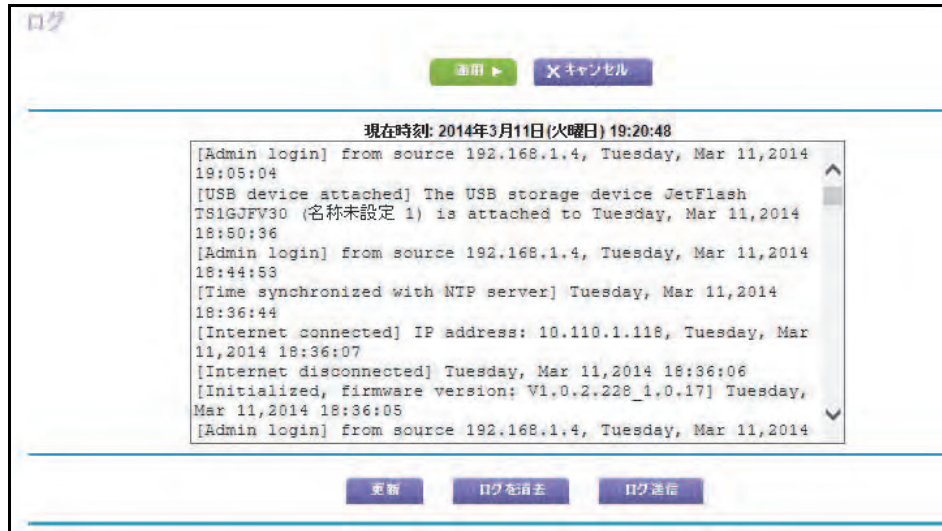 ログ
適用 ▶
X キャンセル
現在時刻: 2014年3月11日(火曜日) 19:20:48
[Admin login] from source 192.168.1.4, Tuesday, Mar 11,2014
19:05:04
[USB device attached] The USB storage device JetFlash
TS1GJFV30 (名称未設定 1) is attached to Tuesday, Mar 11,2014
18:50:36
[Admin login] from source 192.168.1.4, Tuesday, Mar 11,2014
18:44:53
[Time synchronized with NTP server] Tuesday, Mar 11,2014
18:36:44
[Internet connected] IP address: 10.110.1.118, Tuesday, Mar
11,2014 18:36:07
[Internet disconnected] Tuesday, Mar 11,2014 18:36:06
[Initialized, firmware version: V1.0.2.228_1.0.17] Tuesday,
Mar 11,2014 18:36:05
[Admin login] from source 192.168.1.4, Tuesday, Mar 11,2014
更新
ログを消去
ログ送信